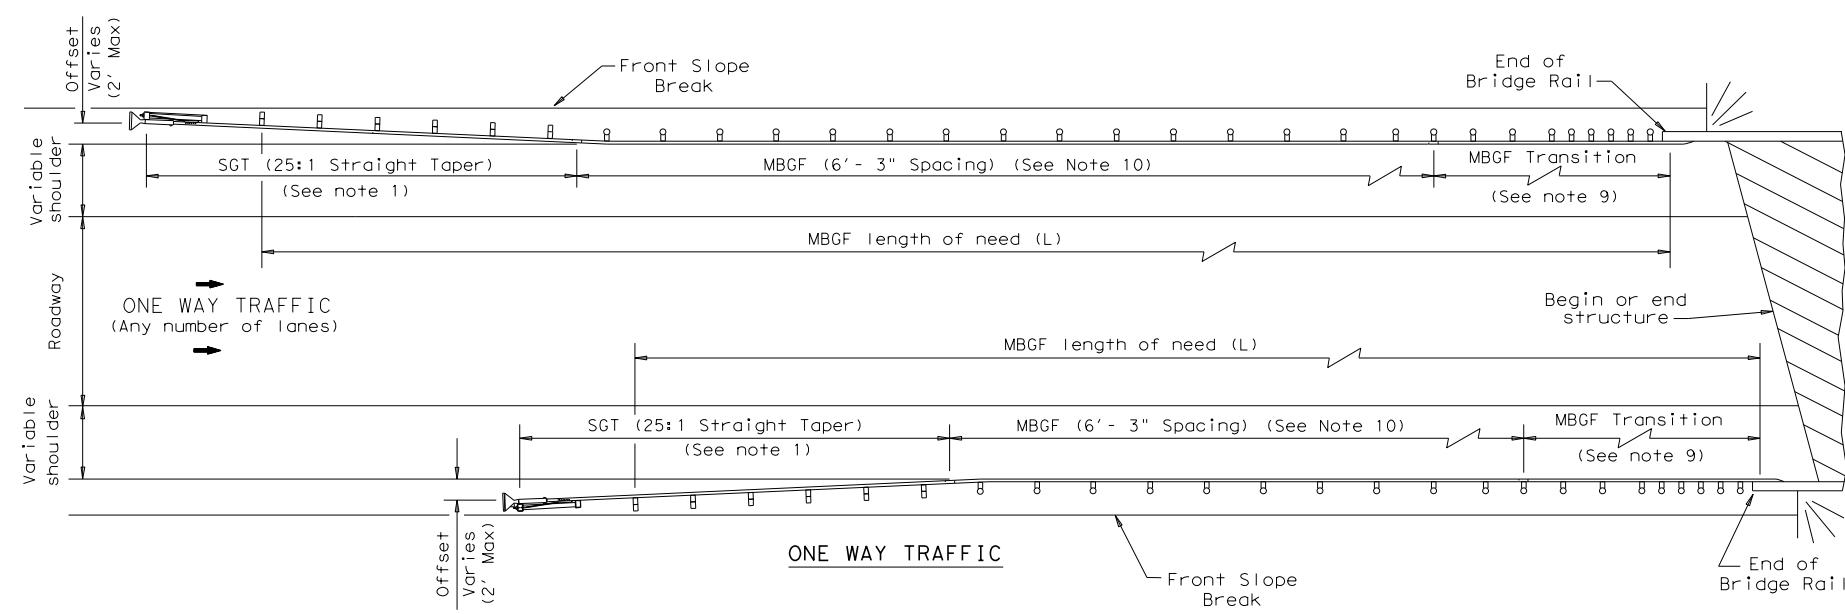 Offset
Varies
(2' Max)
Front Slope
Break
End of
Bridge Rail
Variable
shoulder
SGT (25:1 Straight Taper)
(See note 1)
MBGF (6'- 3" Spacing) (See Note 10)
MBGF Transition
(See note 9)
MBGF length of need (L)
Roadway
ONE WAY TRAFFIC
(Any number of lanes)
Begin or end
structure
MBGF length of need (L)
Variable
shoulder
SGT (25:1 Straight Taper)
(See note 1)
MBGF (6'- 3" Spacing) (See Note 10)
MBGF Transition
(See note 9)
Offset
Varies
(2' Max)
ONE WAY TRAFFIC
Front Slope
Break
End of
Bridge Rail